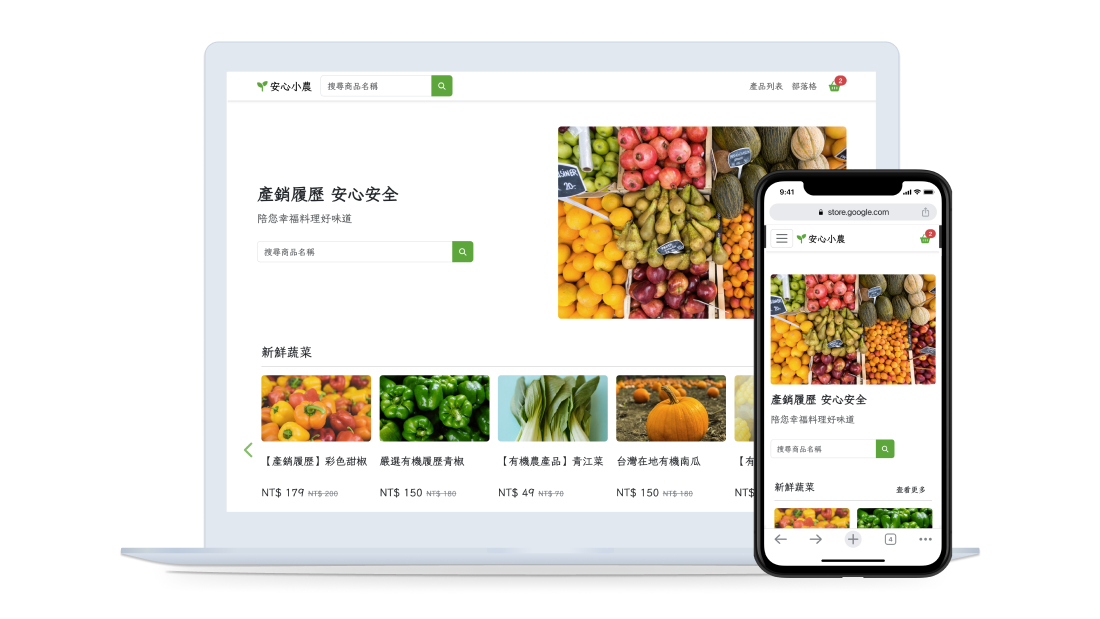 安心小農
搜尋商品名稱
產品列表 部落格
2
產銷履歷 安心安全
陪您幸福料理好味道
搜尋商品名稱
20.-
新鮮蔬菜
【產銷履歷】彩色甜椒
嚴選有機履歷青椒
【有機農產品】青江菜
台灣在地有機南瓜
【有
NT$ 179 NT$ 200
NT$ 150 NT$ 180
NT$ 49 NT$ 70
NT$ 150 NT$ 180
NT$
9:41
store.google.com
安心小農
2
產銷履歷 安心安全
陪您幸福料理好味道
搜尋商品名稱
新鮮蔬菜
查看更多
4